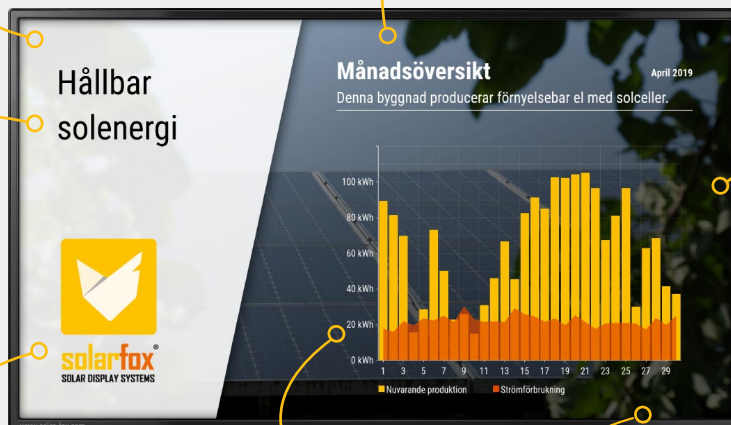 Hållbar
solenergi
solarfox®
SOLAR DISPLAY SYSTEMS
Månadsöversikt
April 2019
Denna byggnad producerar förnyelsebar el med solceller.
100 kWh
80 kWh
60 kWh
40 kWh
20 kWh
0 kWh
1 3 5 7 9 11 13 15 17 19 21 23 25 27 29
Nuvarande produktion
Strömförbrukning